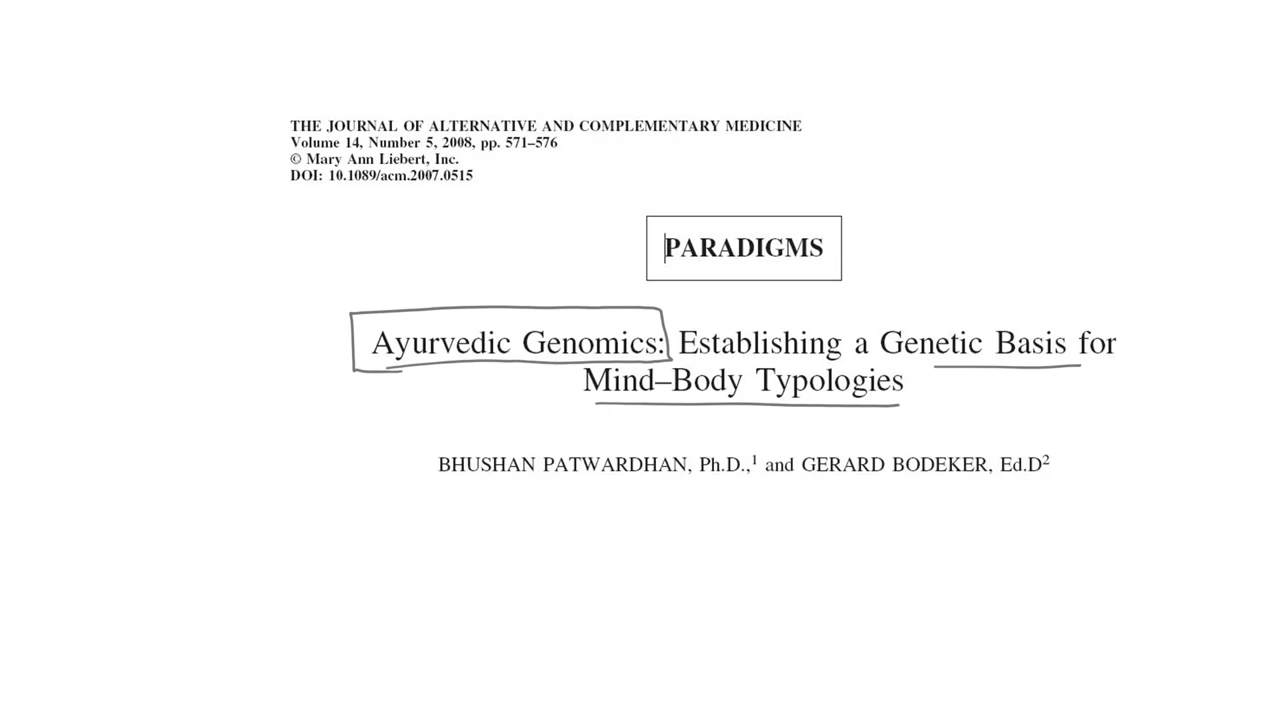 THE JOURNAL OF ALTERNATIVE AND COMPLEMENTARY MEDICINE
Volume 14, Number 5, 2008, pp. 571–576
© Mary Ann Liebert, Inc.
DOI: 10.1089/acm.2007.0515
PARADIGMS
Ayurvedic Genomics: Establishing a Genetic Basis for
Mind–Body Typologies
BHUSHAN PATWARDHAN, Ph.D.,1 and GERARD BODEKER, Ed.D2